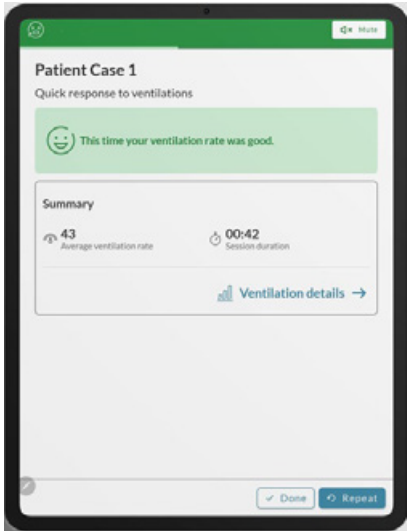 Mute
Patient Case 1
Quick response to ventilations
This time your ventilation rate was good.
Summary
43
Average ventilation rate
00:42
Session duration
Ventilation details →
Done
Repeat